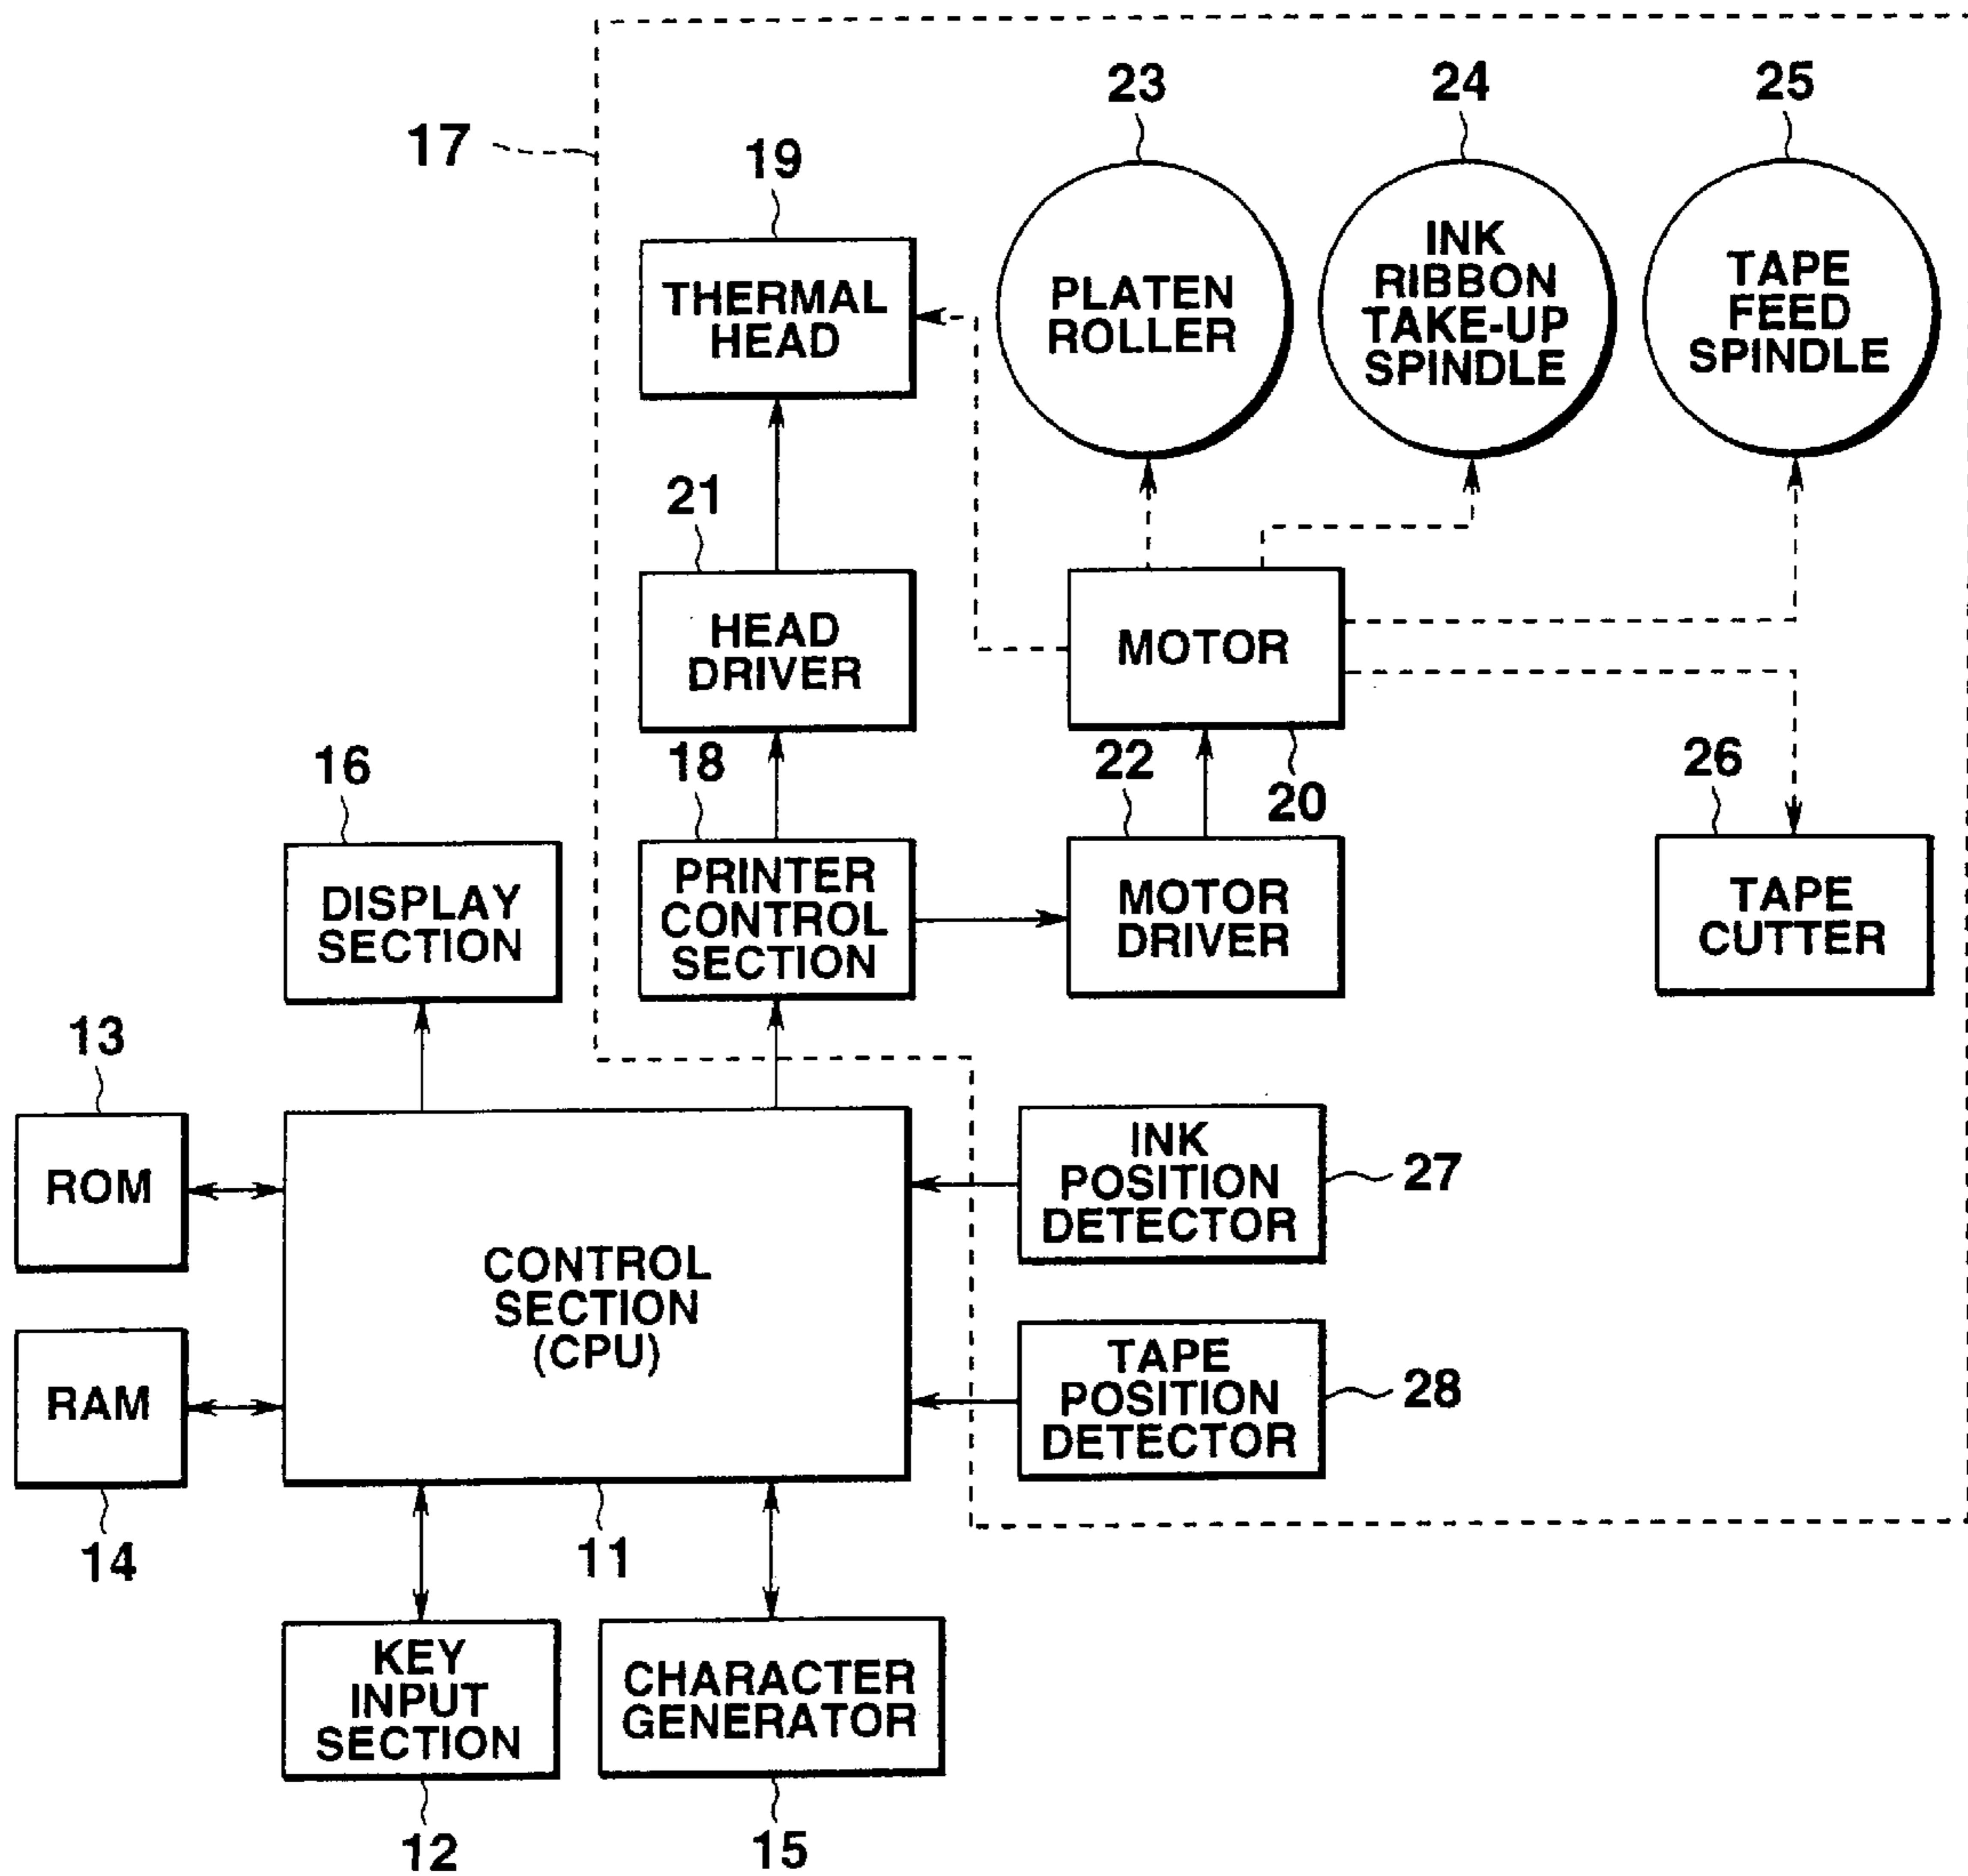 17
23
24
25
19
THERMAL
HEAD
PLATEN
ROLLER
INK
RIBBON
TAKE-UP
SPINDLE
TAPE
FEED
SPINDLE
21
HEAD
DRIVER
MOTOR
20
16
18
22
26
DISPLAY
SECTION
PRINTER
CONTROL
SECTION
MOTOR
DRIVER
TAPE
CUTTER
13
ROM
CONTROL
SECTION
(CPU)
INK
POSITION
DETECTOR
27
RAM
14
TAPE
POSITION
DETECTOR
28
11
KEY
INPUT
SECTION
12
CHARACTER
GENERATOR
15